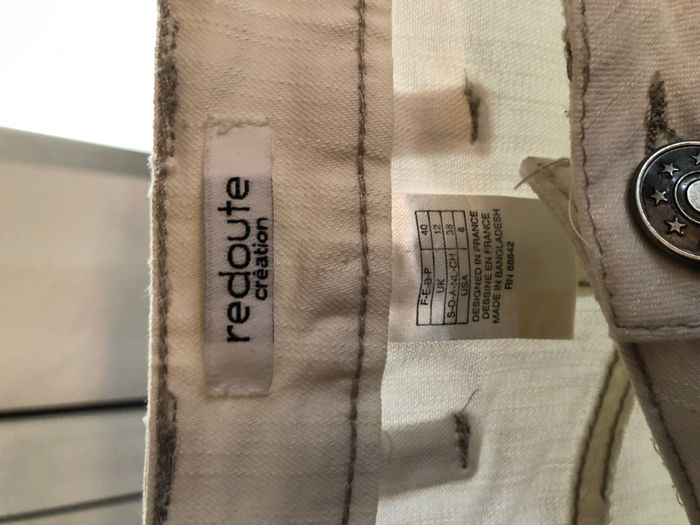 redoute
création
F-E-B-P 40
UK 12
S-D-A-NL-CH 38
USA 8
DESIGNED IN FRANCE
DESSINE EN FRANCE
MADE IN BANGLADESH
RN 88842